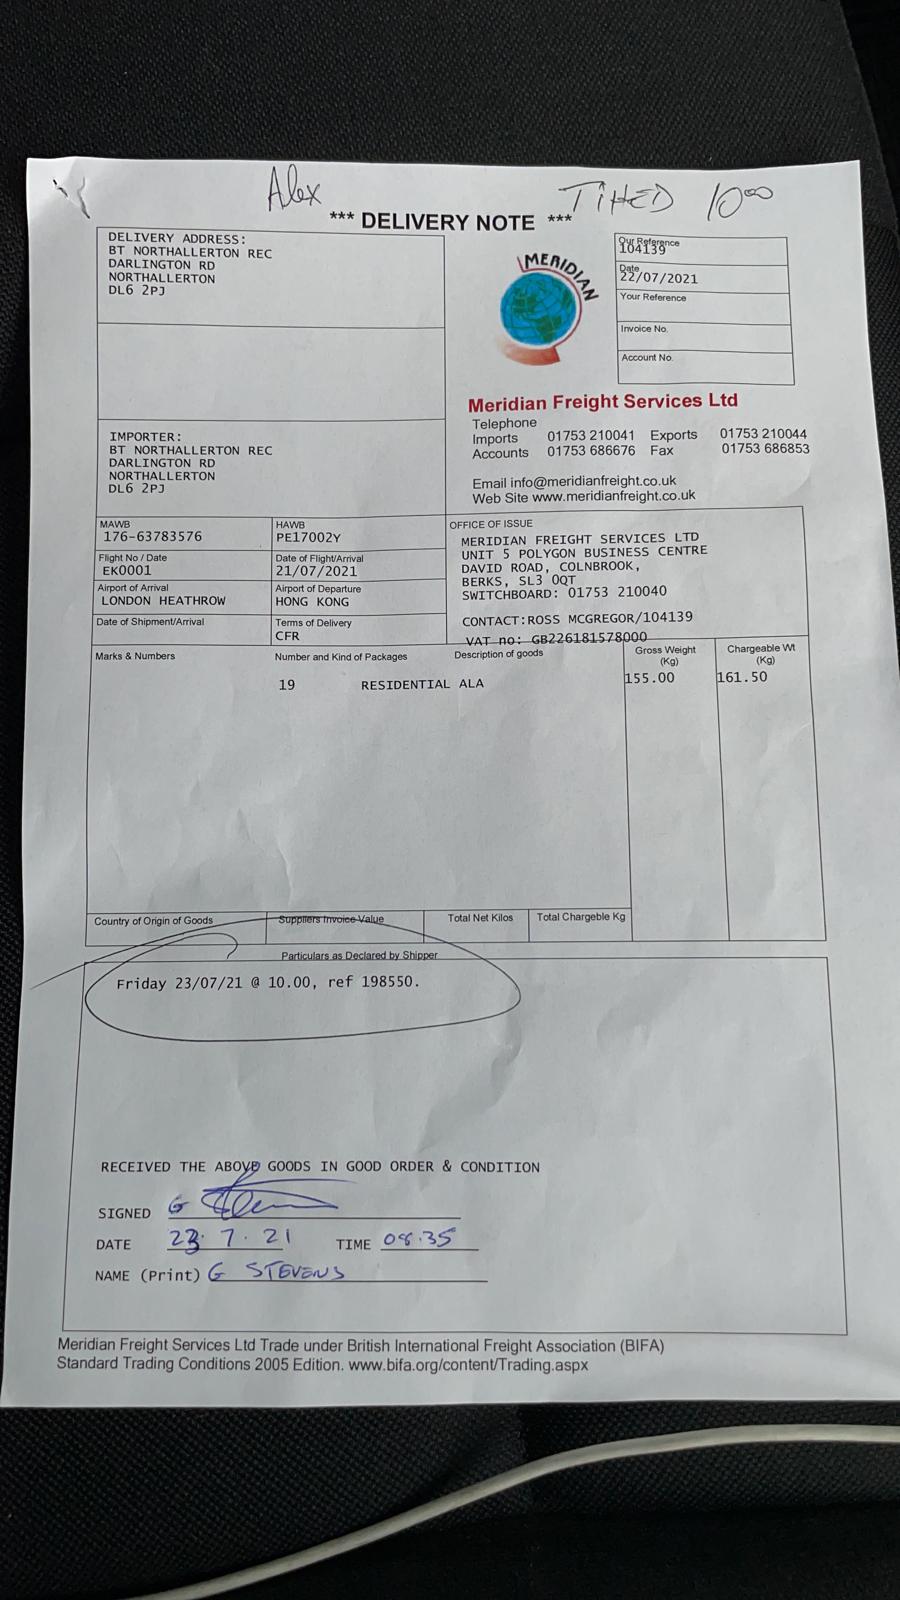 Alex
TIMED 10⁰⁰
*** DELIVERY NOTE ***
DELIVERY ADDRESS:
BT NORTHALLERTON REC
DARLINGTON RD
NORTHALLERTON
DL6 2PJ
MERIDIAN
Our Reference
104139
Date
22/07/2021
Your Reference
Invoice No.
Account No.
Meridian Freight Services Ltd
Telephone
Imports 01753 210041 Exports 01753 210044
Accounts 01753 686676 Fax 01753 686853
Email info@meridianfreight.co.uk
Web Site www.meridianfreight.co.uk
IMPORTER:
BT NORTHALLERTON REC
DARLINGTON RD
NORTHALLERTON
DL6 2PJ
MAWB
176-63783576
HAWB
PE17002Y
Flight No / Date
EK0001
Date of Flight/Arrival
21/07/2021
Airport of Arrival
LONDON HEATHROW
Airport of Departure
HONG KONG
Date of Shipment/Arrival
Terms of Delivery
CFR
OFFICE OF ISSUE
MERIDIAN FREIGHT SERVICES LTD
UNIT 5 POLYGON BUSINESS CENTRE
DAVID ROAD, COLNBROOK,
BERKS, SL3 0QT
SWITCHBOARD: 01753 210040
CONTACT:ROSS MCGREGOR/104139
VAT no: GB226181578000
Marks & Numbers
Number and Kind of Packages
Description of goods
Gross Weight
(Kg)
Chargeable Wt
(Kg)
19 RESIDENTIAL ALA 155.00 161.50
Country of Origin of Goods
Suppliers Invoice Value
Total Net Kilos
Total Chargeble Kg
Particulars as Declared by Shipper
Friday 23/07/21 @ 10.00, ref 198550.
RECEIVED THE ABOVE GOODS IN GOOD ORDER & CONDITION
SIGNED G
DATE 23.7.21 TIME 08.35
NAME (Print) G STEVENS
Meridian Freight Services Ltd Trade under British International Freight Association (BIFA)
Standard Trading Conditions 2005 Edition. www.bifa.org/content/Trading.aspx